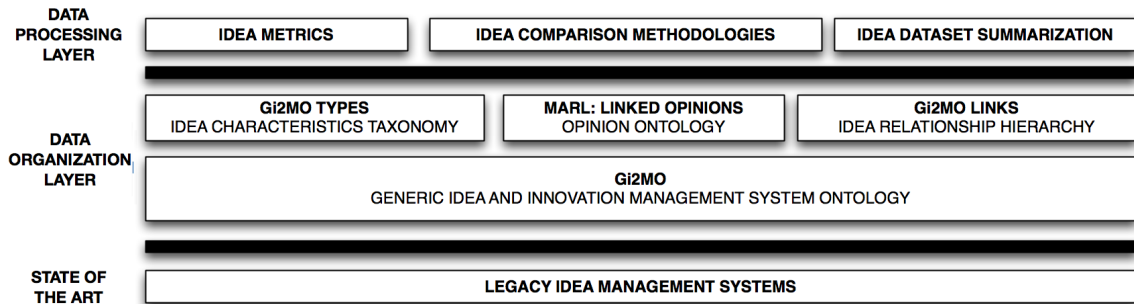 DATA
PROCESSING
LAYER
IDEA METRICS
IDEA COMPARISON METHODOLOGIES
IDEA DATASET SUMMARIZATION
DATA
ORGANIZATION
LAYER
Gi2MO TYPES
IDEA CHARACTERISTICS TAXONOMY
MARL: LINKED OPINIONS
OPINION ONTOLOGY
Gi2MO LINKS
IDEA RELATIONSHIP HIERARCHY
Gi2MO
GENERIC IDEA AND INNOVATION MANAGEMENT SYSTEM ONTOLOGY
STATE OF
THE ART
LEGACY IDEA MANAGEMENT SYSTEMS